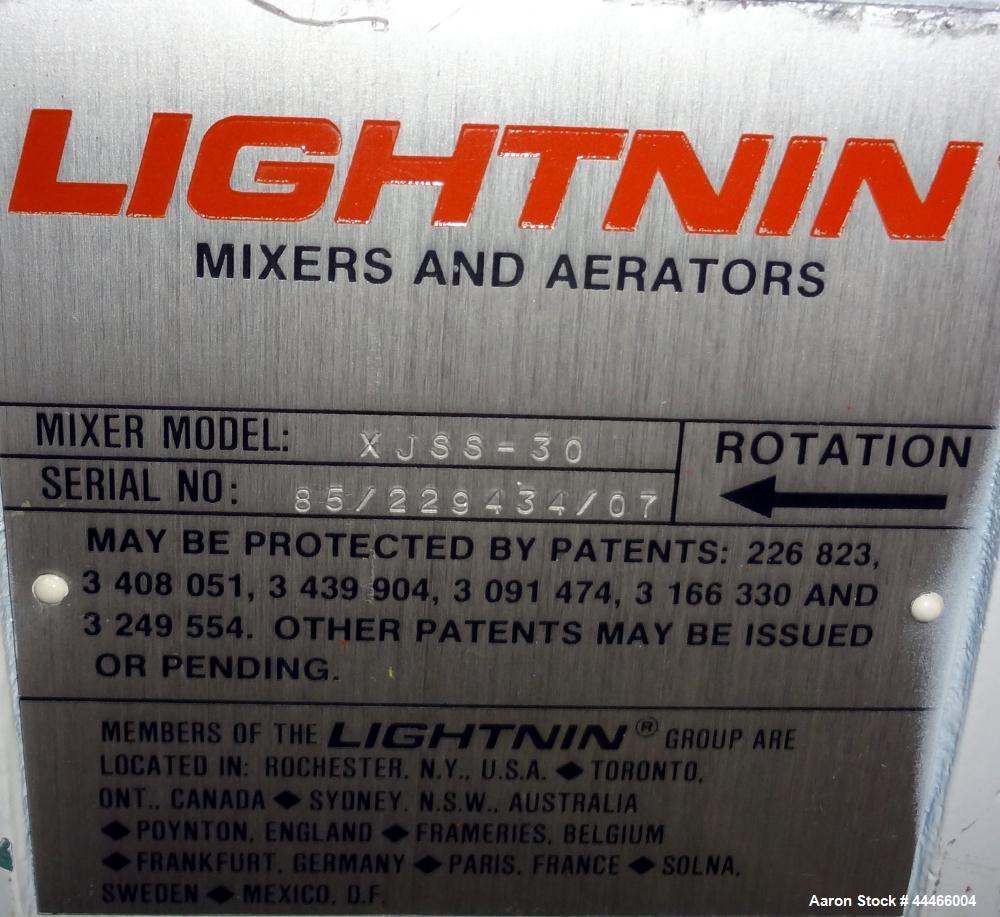 LIGHTNIN
MIXERS AND AERATORS
MIXER MODEL: XJSS-30
ROTATION
SERIAL NO: 85/229434/07
MAY BE PROTECTED BY PATENTS: 226 823,
3 408 051, 3 439 904, 3 091 474, 3 166 330 AND
3 249 554. OTHER PATENTS MAY BE ISSUED
OR PENDING.
MEMBERS OF THE LIGHTNIN® GROUP ARE
LOCATED IN: ROCHESTER, N.Y., U.S.A. ◆ TORONTO,
ONT., CANADA ◆ SYDNEY, N.S.W., AUSTRALIA
◆ POYNTON, ENGLAND ◆ FRAMERIES, BELGIUM
◆ FRANKFURT, GERMANY ◆ PARIS, FRANCE ◆ SOLNA,
SWEDEN ◆ MEXICO, D.F.
Aaron Stock # 44466004